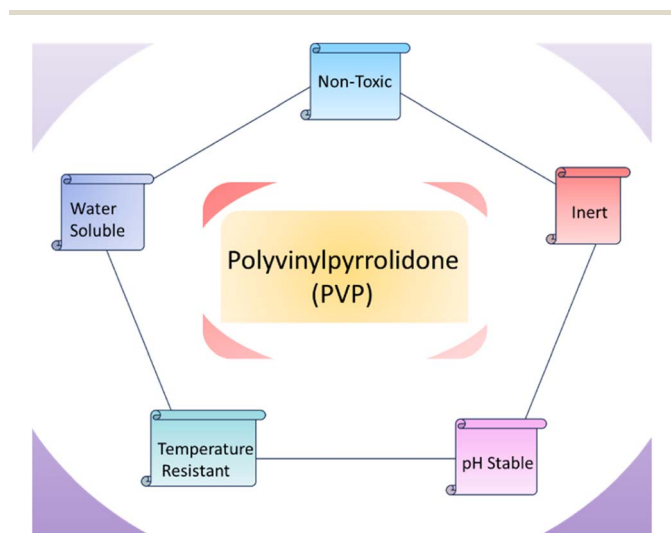 Non-Toxic
Water
Soluble
Inert
Polyvinylpyrrolidone
(PVP)
Temperature
Resistant
pH Stable